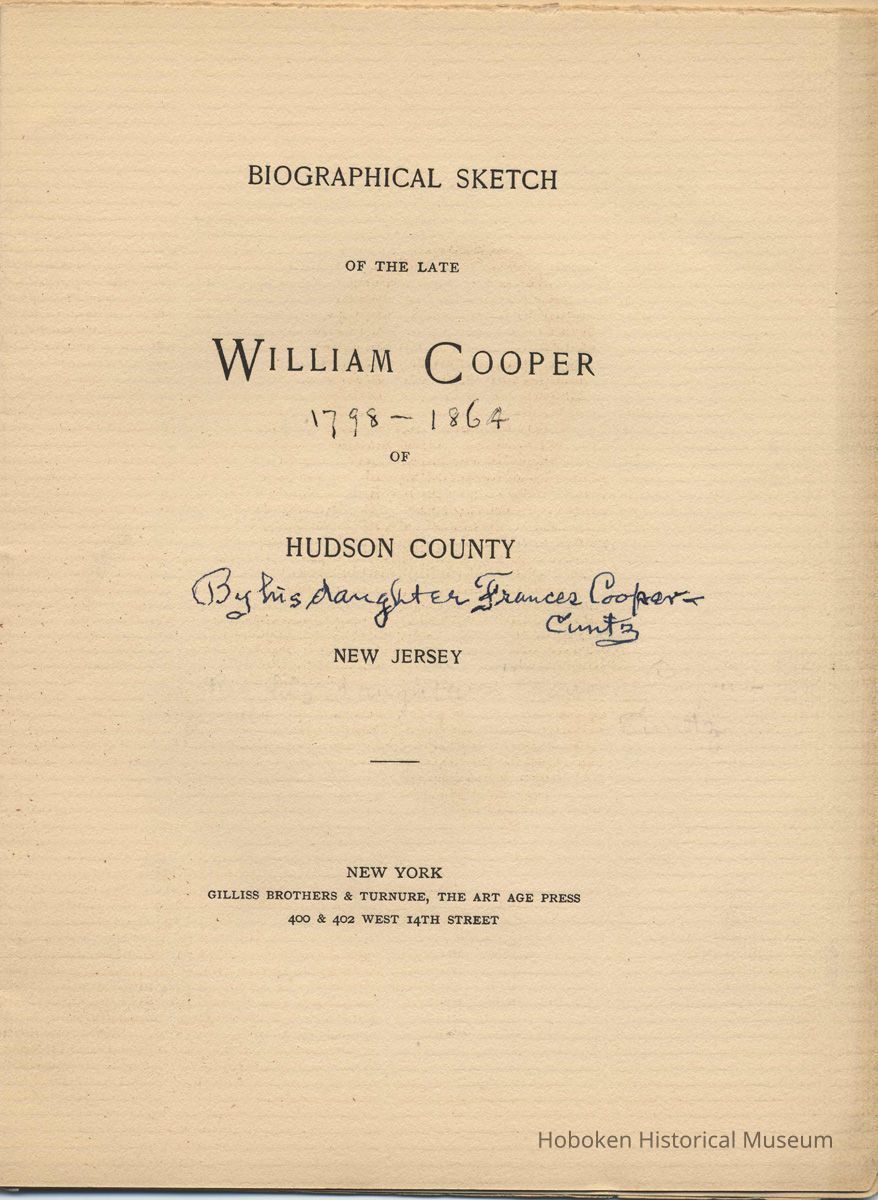 BIOGRAPHICAL SKETCH
OF THE LATE
WILLIAM COOPER
1798 - 1864
OF
HUDSON COUNTY
By his daughter Frances Cooper-
Cuntz
NEW JERSEY
NEW YORK
GILLISS BROTHERS & TURNURE, THE ART AGE PRESS
400 & 402 WEST 14TH STREET
Hoboken Historical Museum